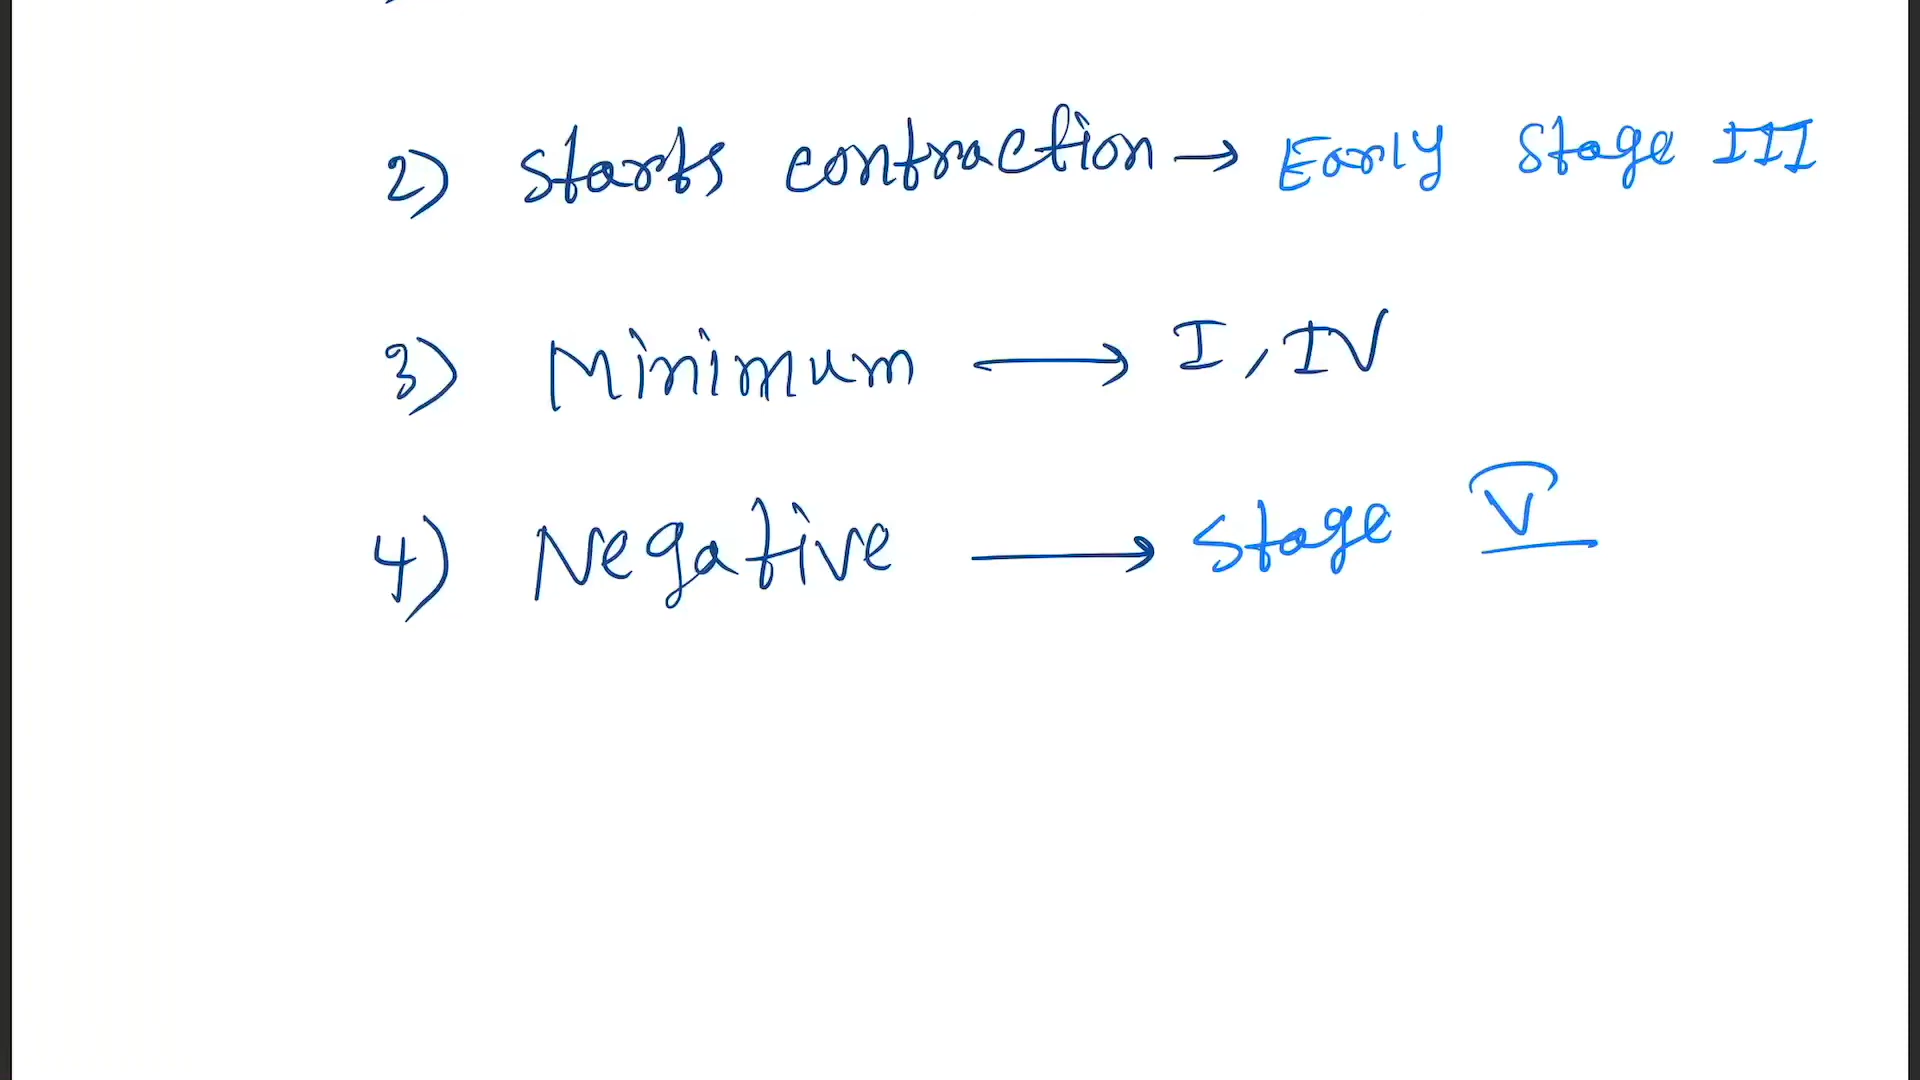 2) Starts contraction → Early Stage III
3) Minimum → I, IV
4) Negative → Stage V